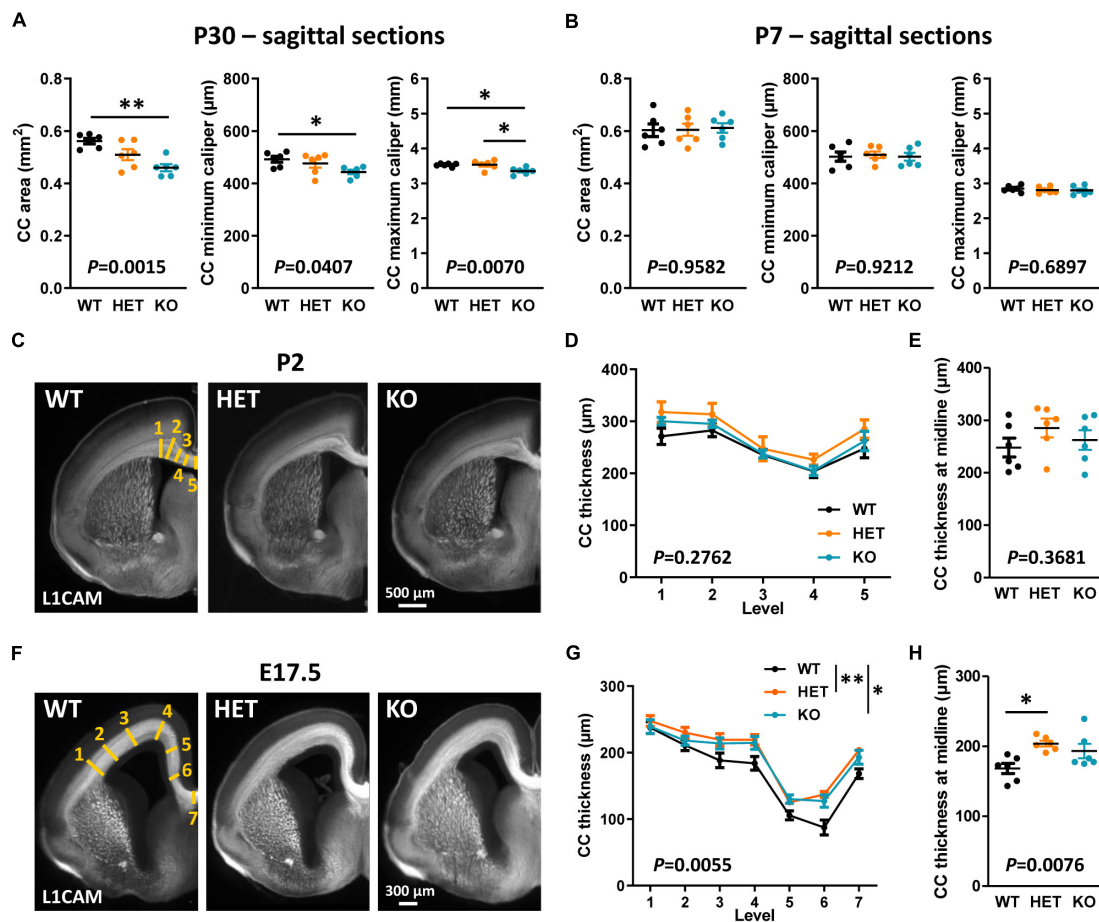 A
P30 – sagittal sections
CC area (mm²)
0.8
0.6
0.4
0.2
0.0
**
P=0.0015
WT HET KO
CC minimum caliper (µm)
800
600
400
200
0
*
P=0.0407
WT HET KO
CC maximum caliper (mm)
6
5
4
3
2
1
0
*
*
P=0.0070
WT HET KO
B
P7 – sagittal sections
CC area (mm²)
0.8
0.6
0.4
0.2
0.0
P=0.9582
WT HET KO
CC mnimum caliper (µm)
800
600
400
200
0
P=0.9212
WT HET KO
CC maximum caliper (mm)
6
5
4
3
2
1
0
P=0.6897
WT HET KO
C
P2
WT
1
2
3
4
5
L1CAM
HET
KO
500 µm
D
CC thickness (µm)
400
300
200
100
0
WT
HET
KO
P=0.2762
1 2 3 4 5
Level
E
CC thickness at midline (µm)
400
300
200
100
0
P=0.3681
WT HET KO
F
E17.5
WT
1
2
3
4
5
6
7
L1CAM
HET
KO
300 µm
G
CC thickness (µm)
300
200
100
0
WT
HET
KO
**
*
P=0.0055
1 2 3 4 5 6 7
Level
H
CC thickness at midline (µm)
300
200
100
0
*
P=0.0076
WT HET KO